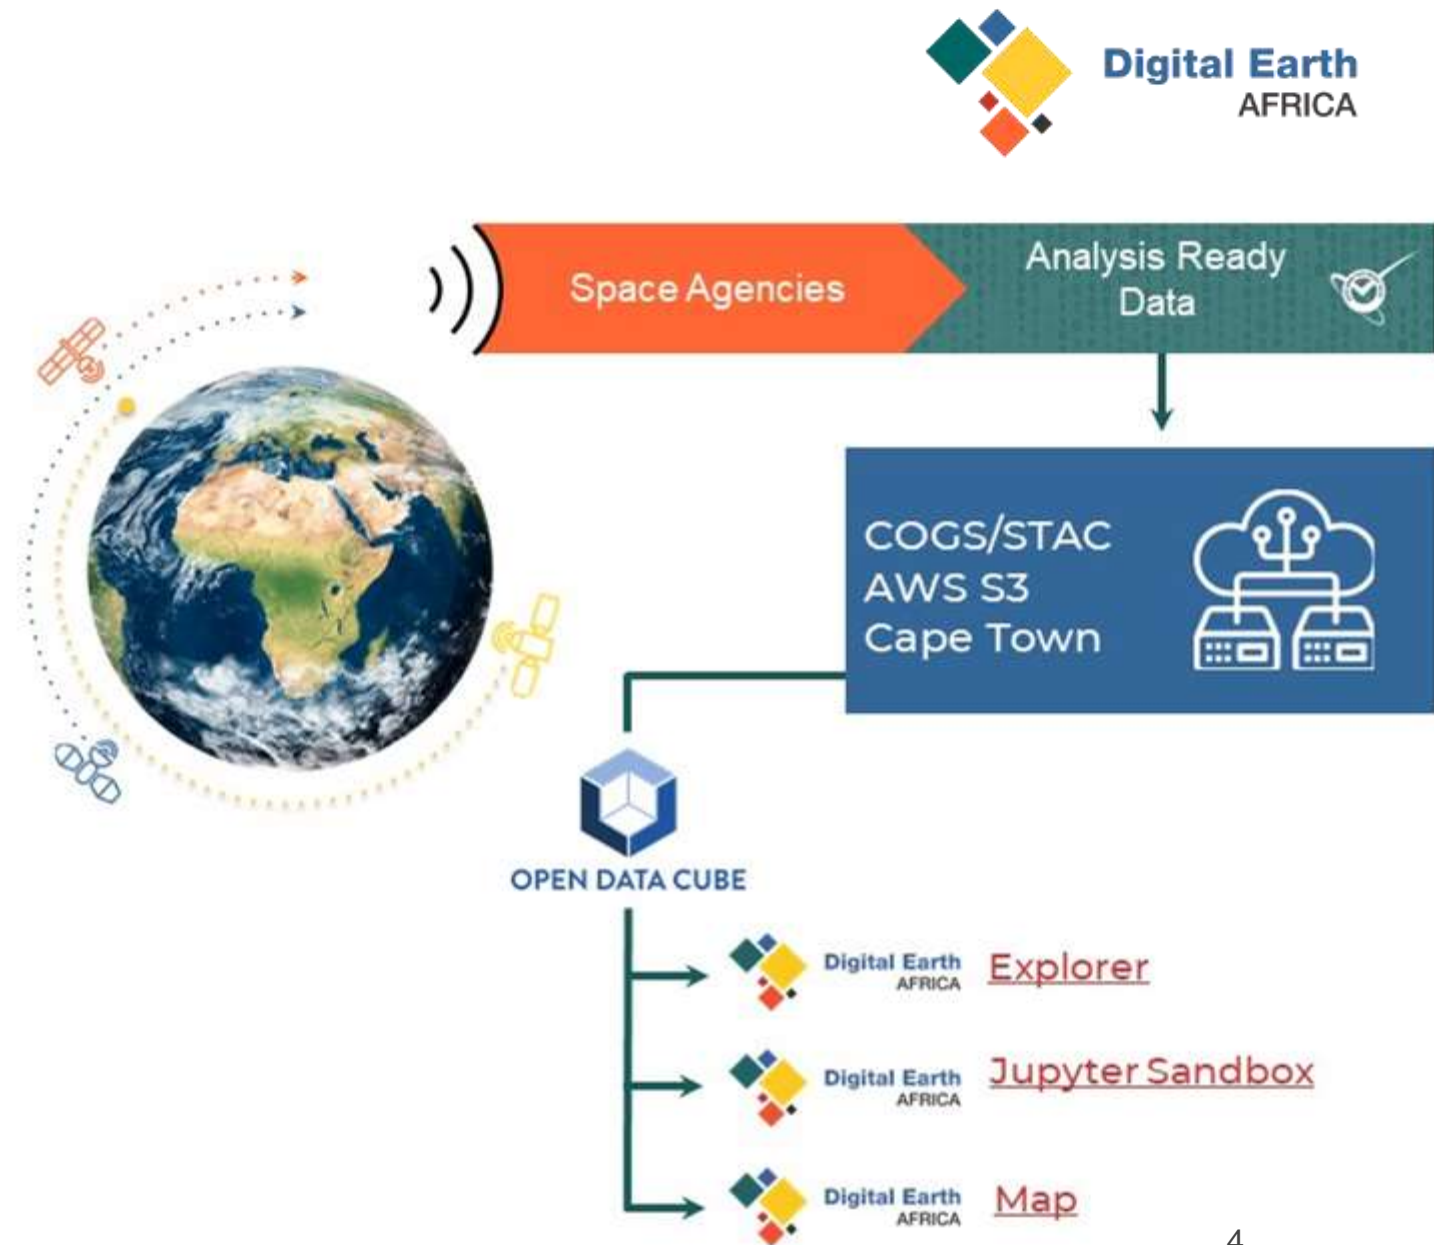 Digital Earth
AFRICA
Space Agencies
Analysis Ready
Data
COGS/STAC
AWS S3
Cape Town
OPEN DATA CUBE
Digital Earth
AFRICA
Explorer
Digital Earth
AFRICA
Jupyter Sandbox
Digital Earth
AFRICA
Map
4